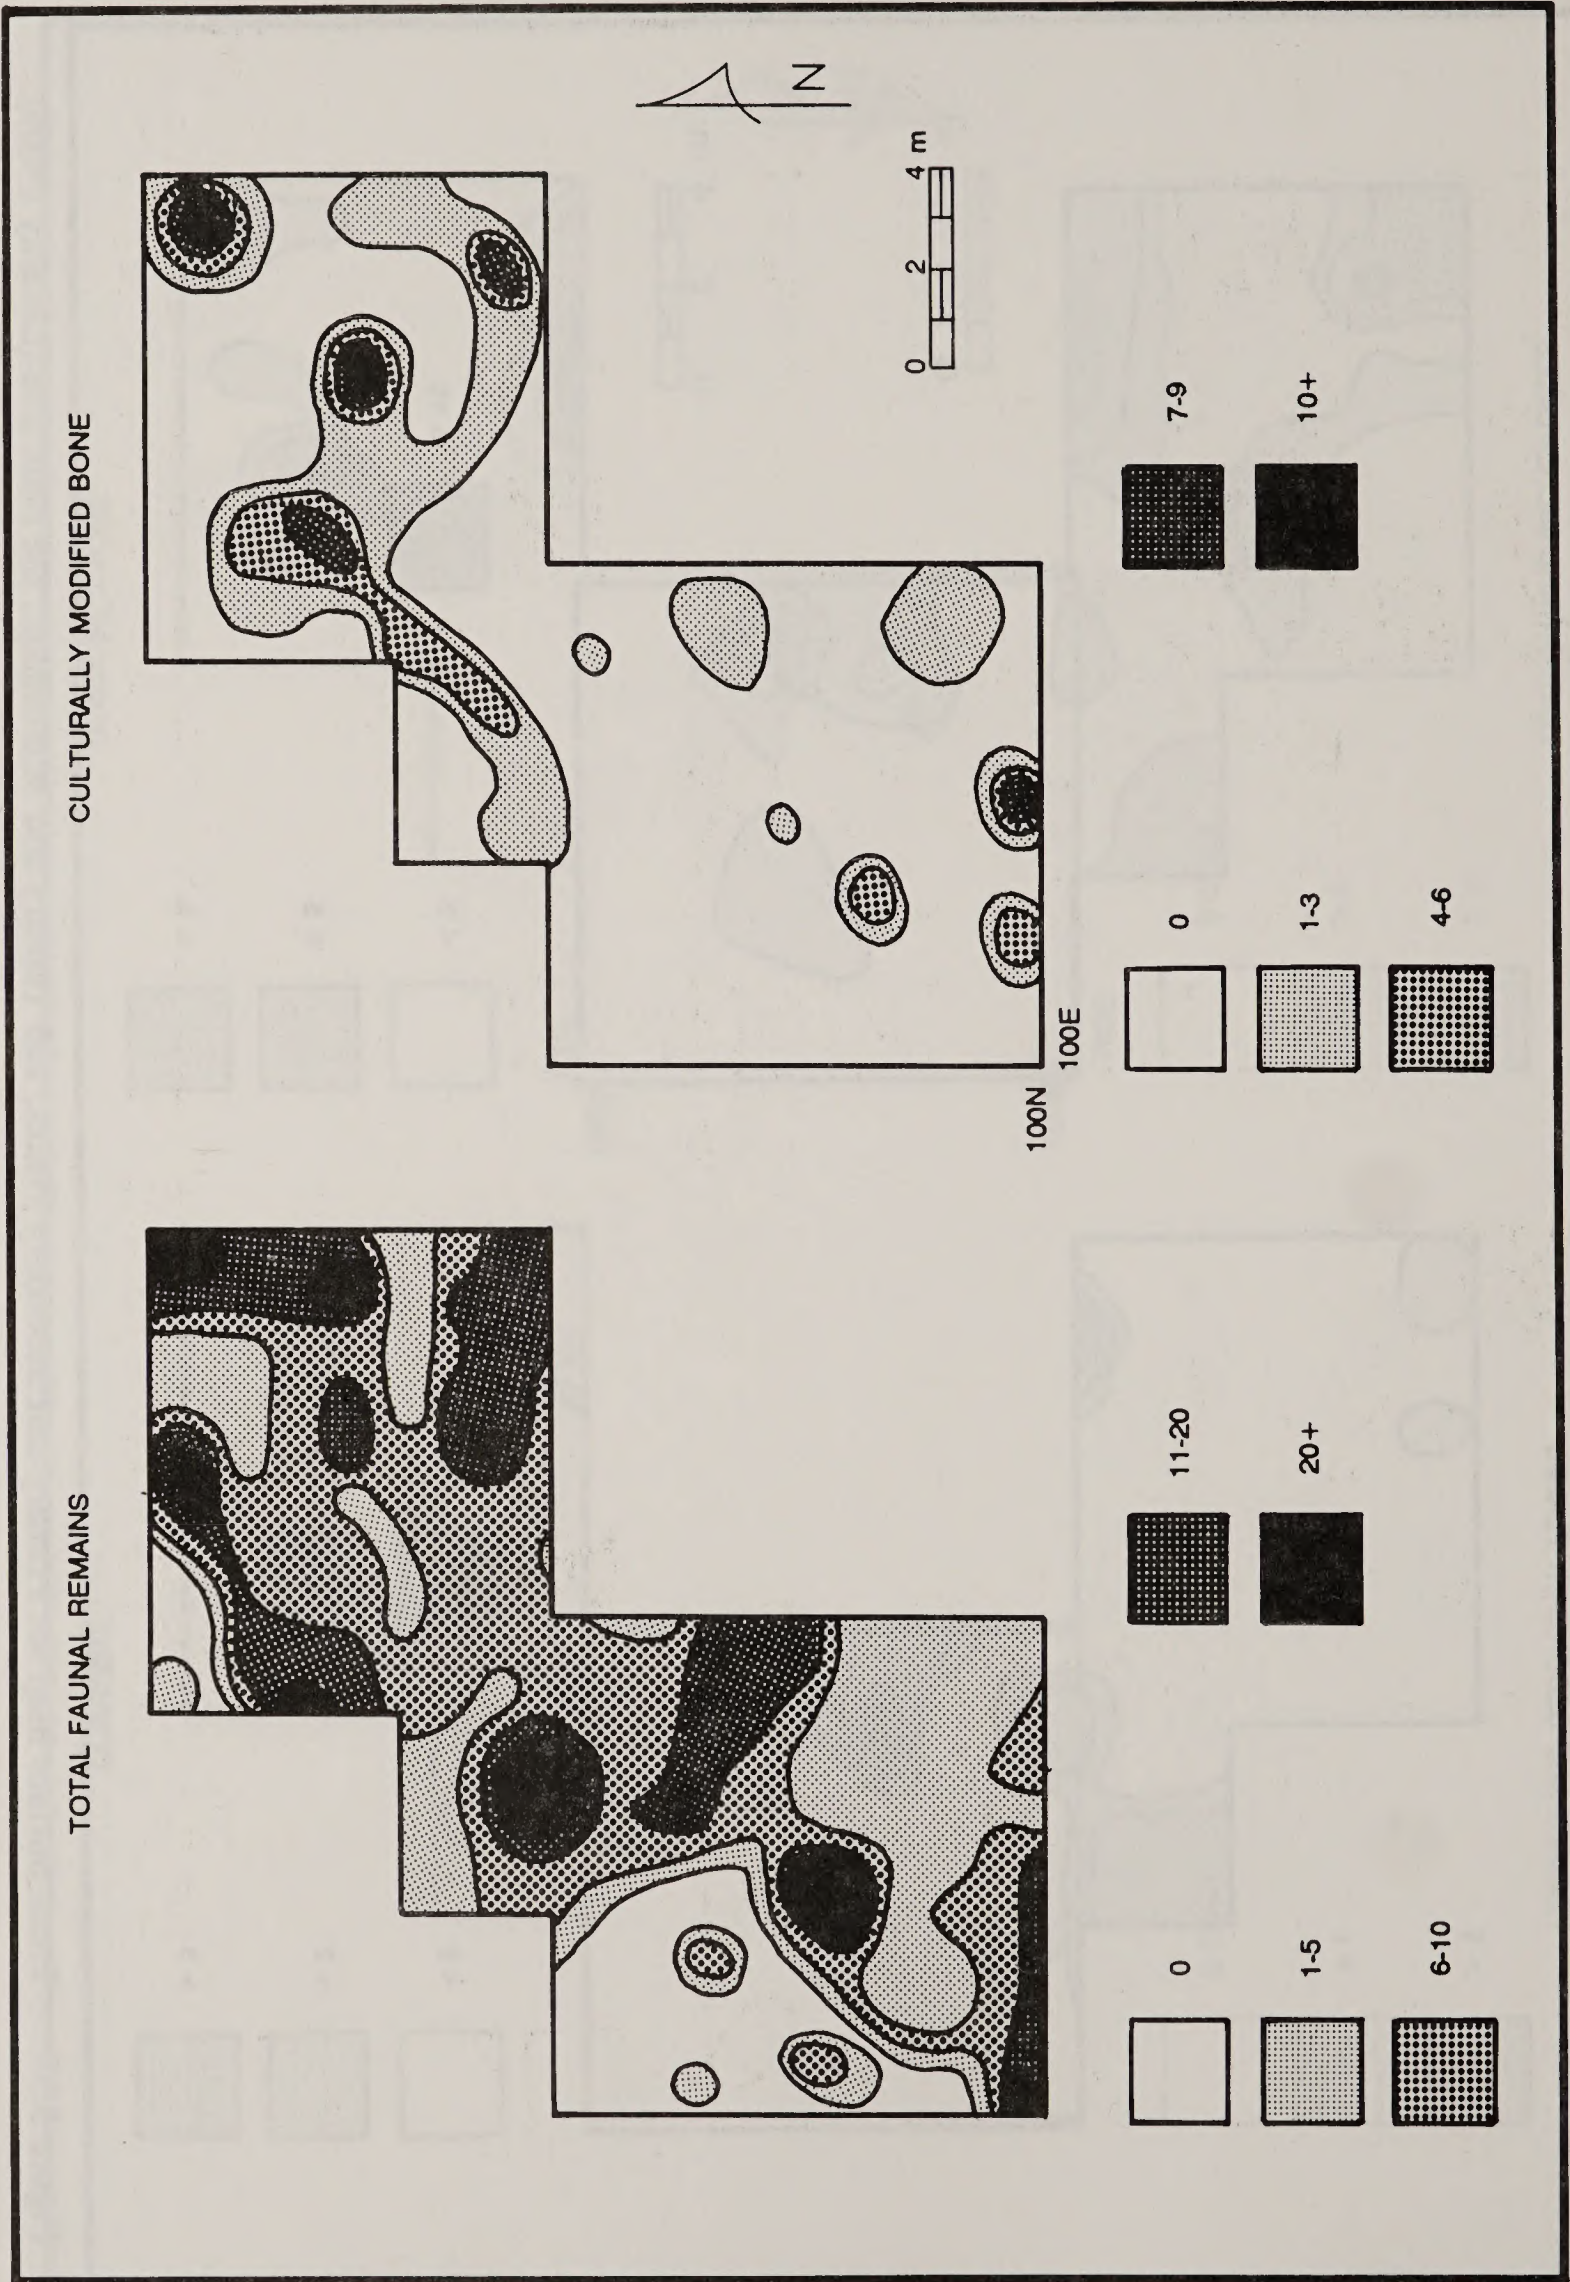 TOTAL FAUNAL REMAINS
0
1-5
6-10
11-20
20+
CULTURALLY MODIFIED BONE
N
0 2 4 m
100N
100E
0
1-3
4-6
7-9
10+